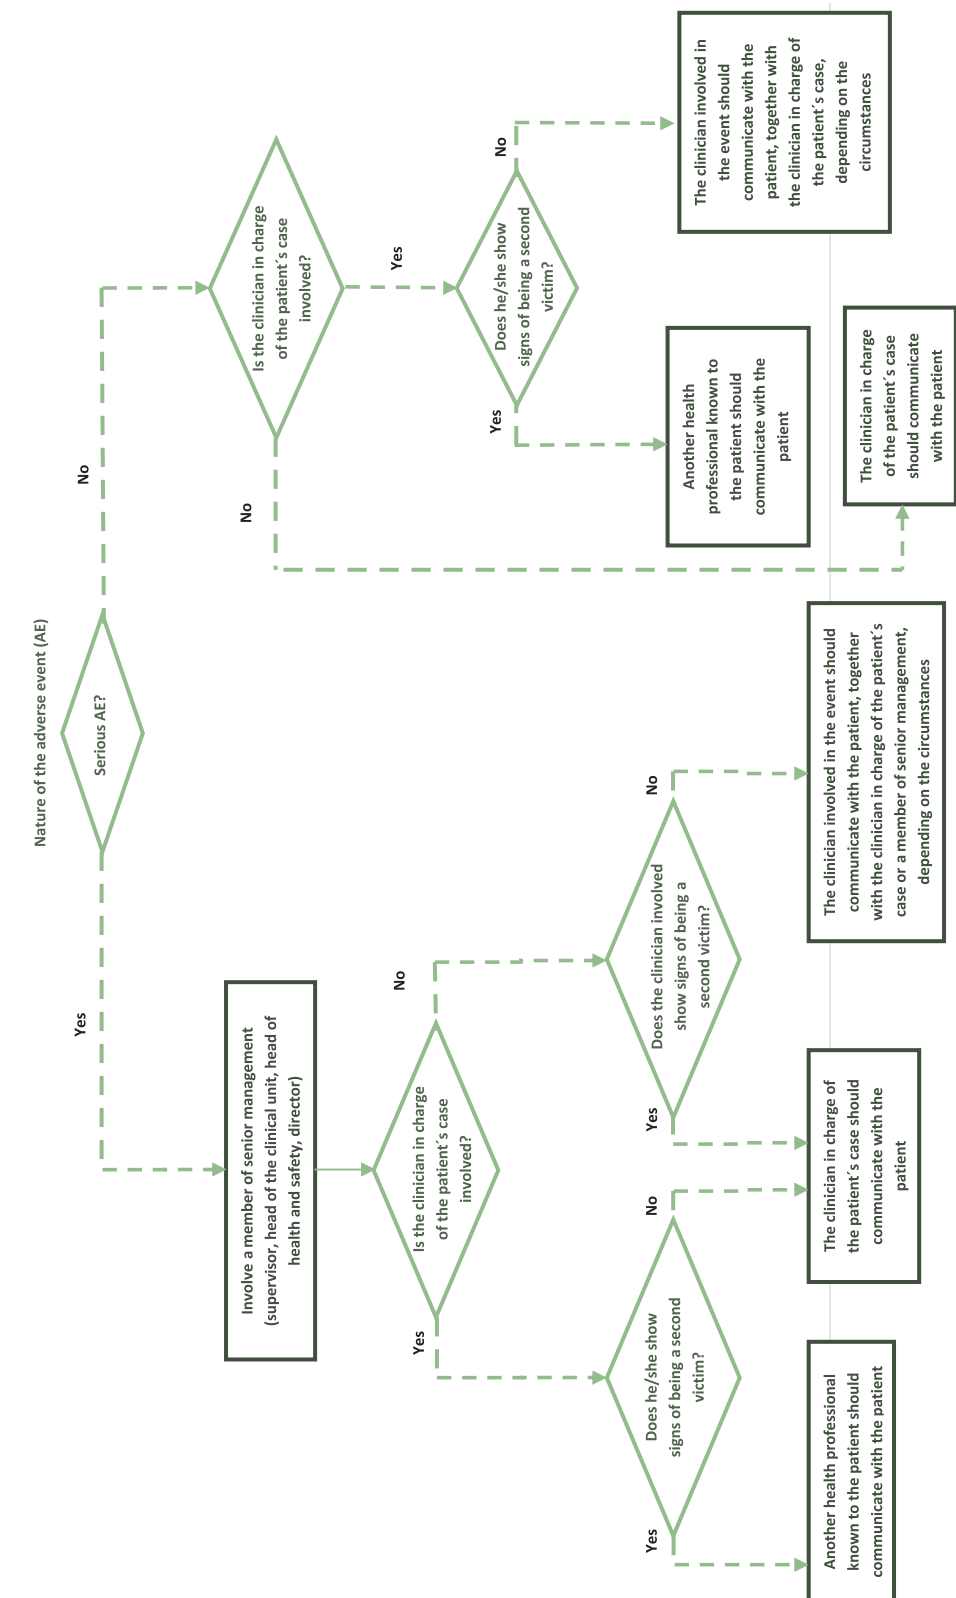 Nature of the adverse event (AE)
Serious AE?
Yes
No
Involve a member of senior management
(supervisor, head of the clinical unit, head of
health and safety, director)
Is the clinician in charge
of the patient´s case
involved?
Yes
No
Does he/she show
signs of being a second
victim?
Yes
No
Does the clinician involved
show signs of being a
second victim?
Yes
No
Another health professional
known to the patient should
communicate with the patient
The clinician in charge of
the patient´s case should
communicate with the
patient
The clinician involved in the event should
communicate with the patient, together
with the clinician in charge of the patient´s
case or a member of senior management,
depending on the circumstances
Is the clinician in charge
of the patient´s case
involved?
No
Yes
Does he/she show
signs of being a second
victim?
Yes
No
Another health
professional known to
the patient should
communicate with the
patient
The clinician involved in
the event should
communicate with the
patient, together with
the clinician in charge of
the patient´s case,
depending on the
circumstances
The clinician in charge
of the patient´s case
should communicate
with the patient